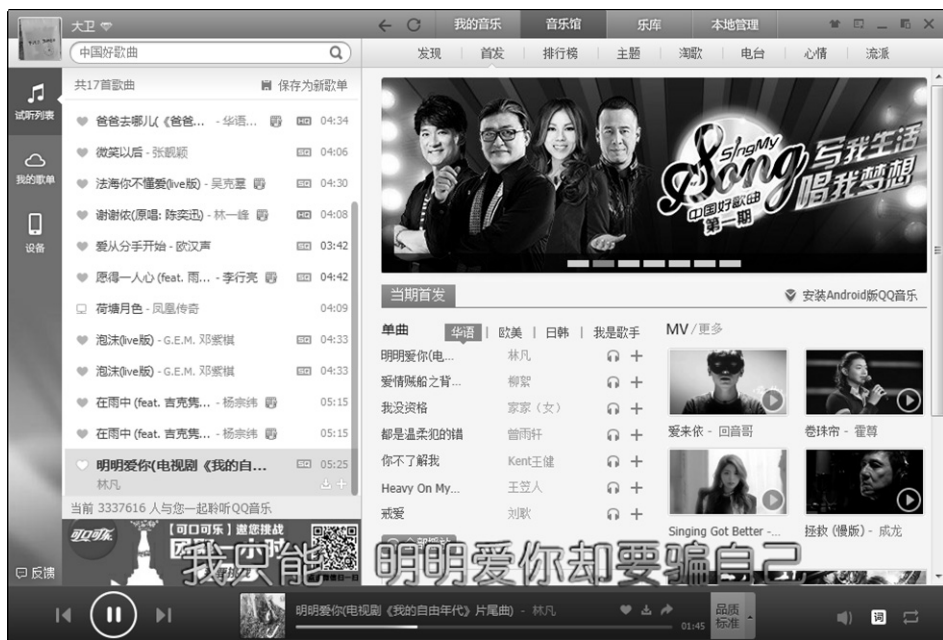 大卫
我的音乐 音乐馆 乐库 本地管理
中国好歌曲
发现 首发 排行榜 主题 淘歌 电台 心情 流派
试听列表
我的歌单
设备
反馈
共17首歌曲 保存为新歌单
爸爸去哪儿(《爸爸... - 华语... HQ 04:34
微笑以后 - 张靓颖 SQ 04:06
法海你不懂爱(live版) - 吴克羣 SQ 04:30
谢谢侬(原唱: 陈奕迅) - 林一峰 HQ 04:08
爱从分手开始 - 欧汉声 SQ 03:42
愿得一人心 (feat. 雨... - 李行亮 SQ 04:42
荷塘月色 - 凤凰传奇 04:09
泡沫(live版) - G.E.M. 邓紫棋 SQ 04:33
泡沫(live版) - G.E.M. 邓紫棋 SQ 04:33
在雨中 (feat. 吉克隽... - 杨宗纬 05:15
在雨中 (feat. 吉克隽... - 杨宗纬 05:15
明明爱你(电视剧《我的自... SQ 05:25
林凡
当前 3337616 人与您一起聆听QQ音乐
可口可乐
【可口可乐】邀您挑战
SingMy
Song
中国好歌曲
第一期
写我生活
唱我梦想
当期首发 安装Android版QQ音乐
单曲 华语 欧美 日韩 我是歌手
明明爱你(电... 林凡
爱情贼船之背... 柳絮
我没资格 家家（女）
都是温柔犯的错 曾雨轩
你不了解我 Kent王健
Heavy On My... 王笠人
戒爱 刘耿
MV/更多
爱来依 - 回音哥
卷珠帘 - 霍尊
Singing Got Better -...
拯救 (慢版) - 成龙
我只能 明明爱你却要骗自己
明明爱你(电视剧《我的自由年代》片尾曲) - 林凡
01:45
品质
标准
词